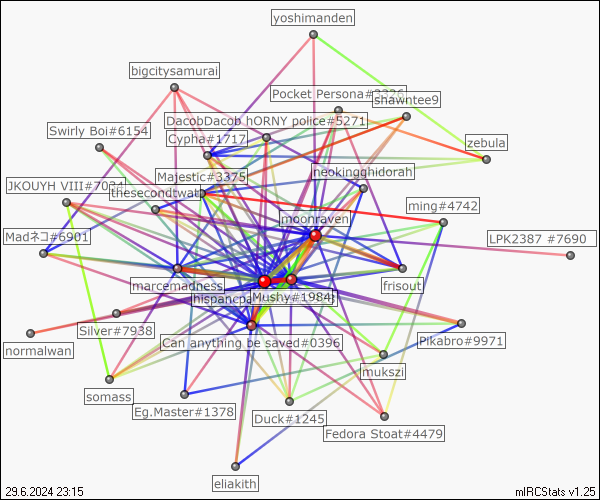 yoshimanden
bigcitysamurai
Pocket Persona
shawntee9
DacobDacob
hORNY police#5271
Swirly Boi#6154
Cypha#1717
zebula
Majestic#3375
neokingghidorah
JKOUYH VIII#7034
thesecondtwat
ming#4742
moonraven
Madネコ#6901
LPK2387 #7690
marcemadness
frisout
Mushy#1984
Silver#7938
Can anything be saved#0396
Pikabro#9971
normalwan
mukszi
somass
Eg.Master#1378
Duck#1245
Fedora Stoat#4479
eliakith
29.6.2024 23:15
mIRCStats v1.25